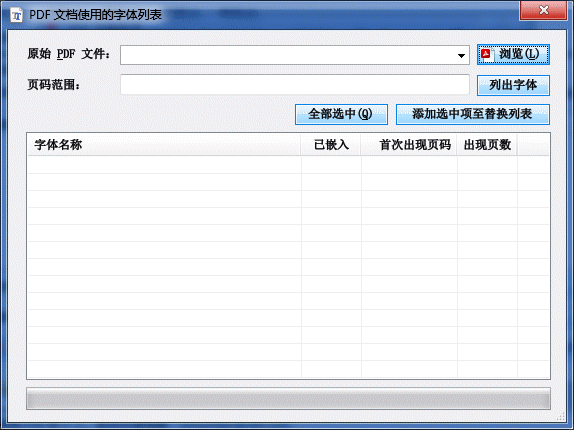 PDF 文档使用的字体列表
原始 PDF 文件: 浏览(L)
页码范围: 列出字体
全部选中(Q) 添加选中项至替换列表
字体名称 已嵌入 首次出现页码 出现页数